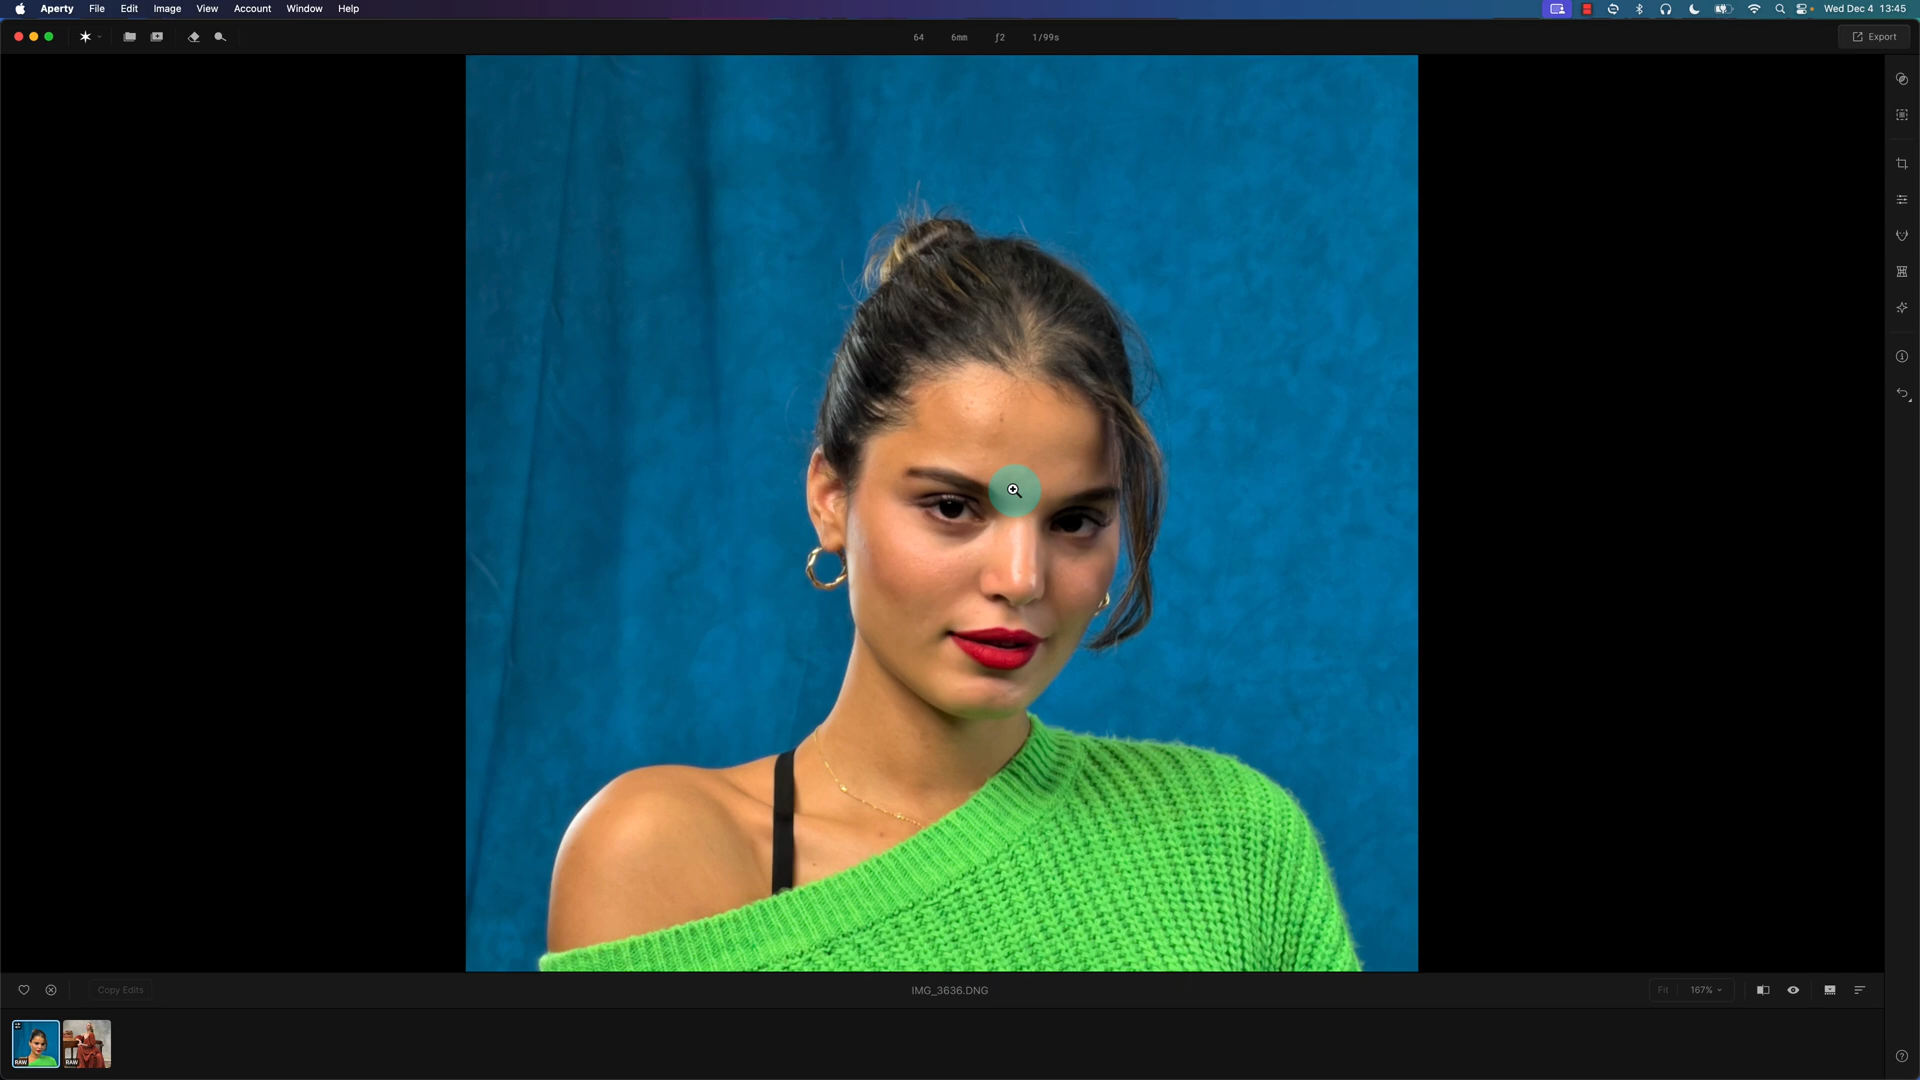 Aperty File Edit Image View Account Window Help
Wed Dec 4 13:45
64 6mm ƒ2 1/99s
Export
Copy Edits
IMG_3636.DNG
Fit 167%
RAW
RAW